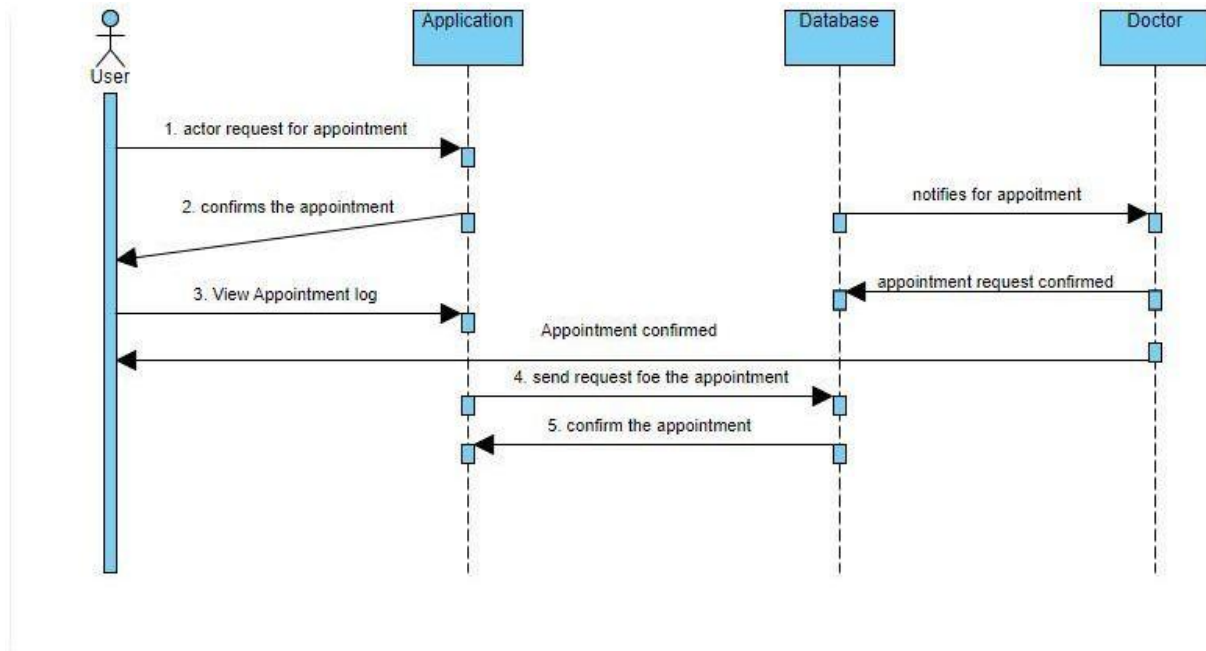 Application
Database
Doctor
User
1. actor request for appointment
2. confirms the appointment
notifies for appoitment
3. View Appointment log
appointment request confirmed
Appointment confirmed
4. send request foe the appointment
5. confirm the appointment